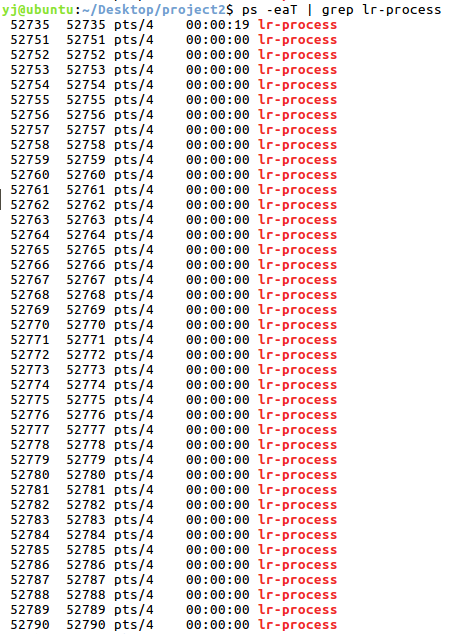 yj@ubuntu:~/Desktop/project2$ ps -eaT | grep lr-process
52735 52735 pts/4 00:00:19 lr-process
52751 52751 pts/4 00:00:00 lr-process
52752 52752 pts/4 00:00:00 lr-process
52753 52753 pts/4 00:00:00 lr-process
52754 52754 pts/4 00:00:00 lr-process
52755 52755 pts/4 00:00:00 lr-process
52756 52756 pts/4 00:00:00 lr-process
52757 52757 pts/4 00:00:00 lr-process
52758 52758 pts/4 00:00:00 lr-process
52759 52759 pts/4 00:00:00 lr-process
52760 52760 pts/4 00:00:00 lr-process
52761 52761 pts/4 00:00:00 lr-process
52762 52762 pts/4 00:00:00 lr-process
52763 52763 pts/4 00:00:00 lr-process
52764 52764 pts/4 00:00:00 lr-process
52765 52765 pts/4 00:00:00 lr-process
52766 52766 pts/4 00:00:00 lr-process
52767 52767 pts/4 00:00:00 lr-process
52768 52768 pts/4 00:00:00 lr-process
52769 52769 pts/4 00:00:00 lr-process
52770 52770 pts/4 00:00:00 lr-process
52771 52771 pts/4 00:00:00 lr-process
52772 52772 pts/4 00:00:00 lr-process
52773 52773 pts/4 00:00:00 lr-process
52774 52774 pts/4 00:00:00 lr-process
52775 52775 pts/4 00:00:00 lr-process
52776 52776 pts/4 00:00:00 lr-process
52777 52777 pts/4 00:00:00 lr-process
52778 52778 pts/4 00:00:00 lr-process
52779 52779 pts/4 00:00:00 lr-process
52780 52780 pts/4 00:00:00 lr-process
52781 52781 pts/4 00:00:00 lr-process
52782 52782 pts/4 00:00:00 lr-process
52783 52783 pts/4 00:00:00 lr-process
52784 52784 pts/4 00:00:00 lr-process
52785 52785 pts/4 00:00:00 lr-process
52786 52786 pts/4 00:00:00 lr-process
52787 52787 pts/4 00:00:00 lr-process
52788 52788 pts/4 00:00:00 lr-process
52789 52789 pts/4 00:00:00 lr-process
52790 52790 pts/4 00:00:00 lr-process